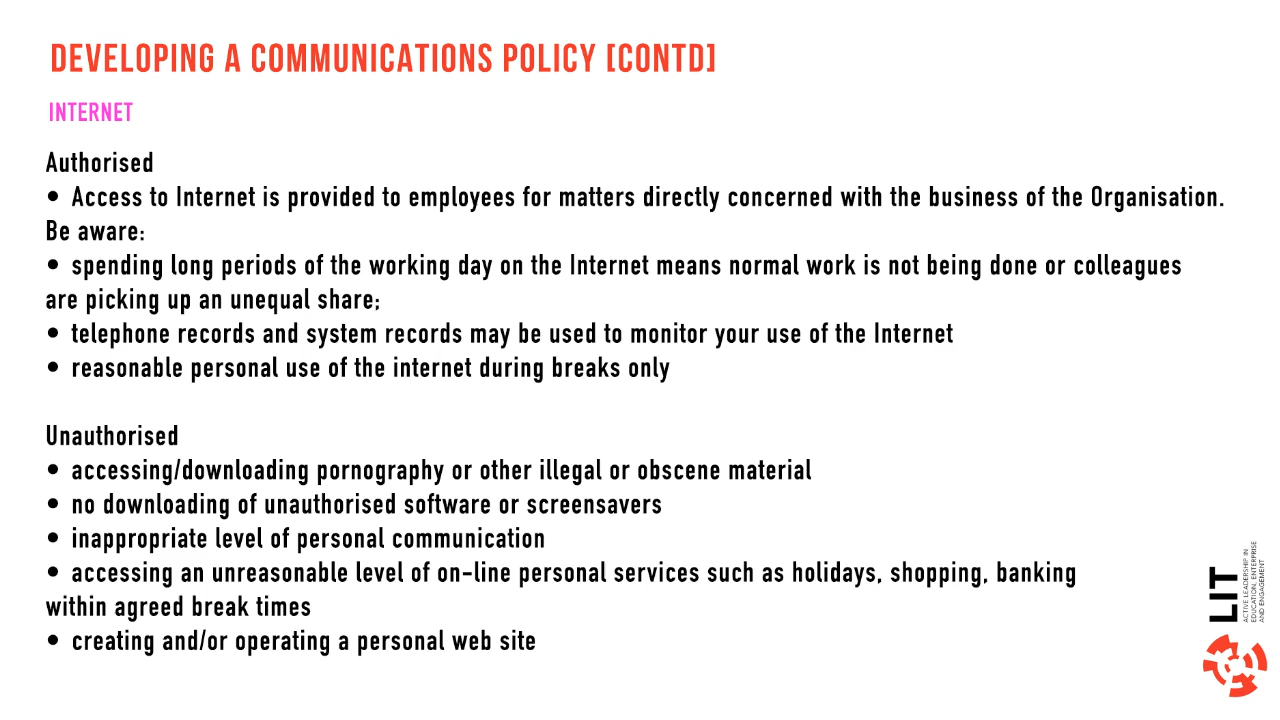 DEVELOPING A COMMUNICATIONS POLICY [CONTD]
INTERNET
Authorised
• Access to Internet is provided to employees for matters directly concerned with the business of the Organisation.
Be aware:
• spending long periods of the working day on the Internet means normal work is not being done or colleagues
are picking up an unequal share;
• telephone records and system records may be used to monitor your use of the Internet
• reasonable personal use of the internet during breaks only
Unauthorised
• accessing/downloading pornography or other illegal or obscene material
• no downloading of unauthorised software or screensavers
• inappropriate level of personal communication
• accessing an unreasonable level of on-line personal services such as holidays, shopping, banking
within agreed break times
• creating and/or operating a personal web site
LIT
ACTIVE LEADERSHIP IN
EDUCATION, ENTERPRISE
AND ENGAGEMENT